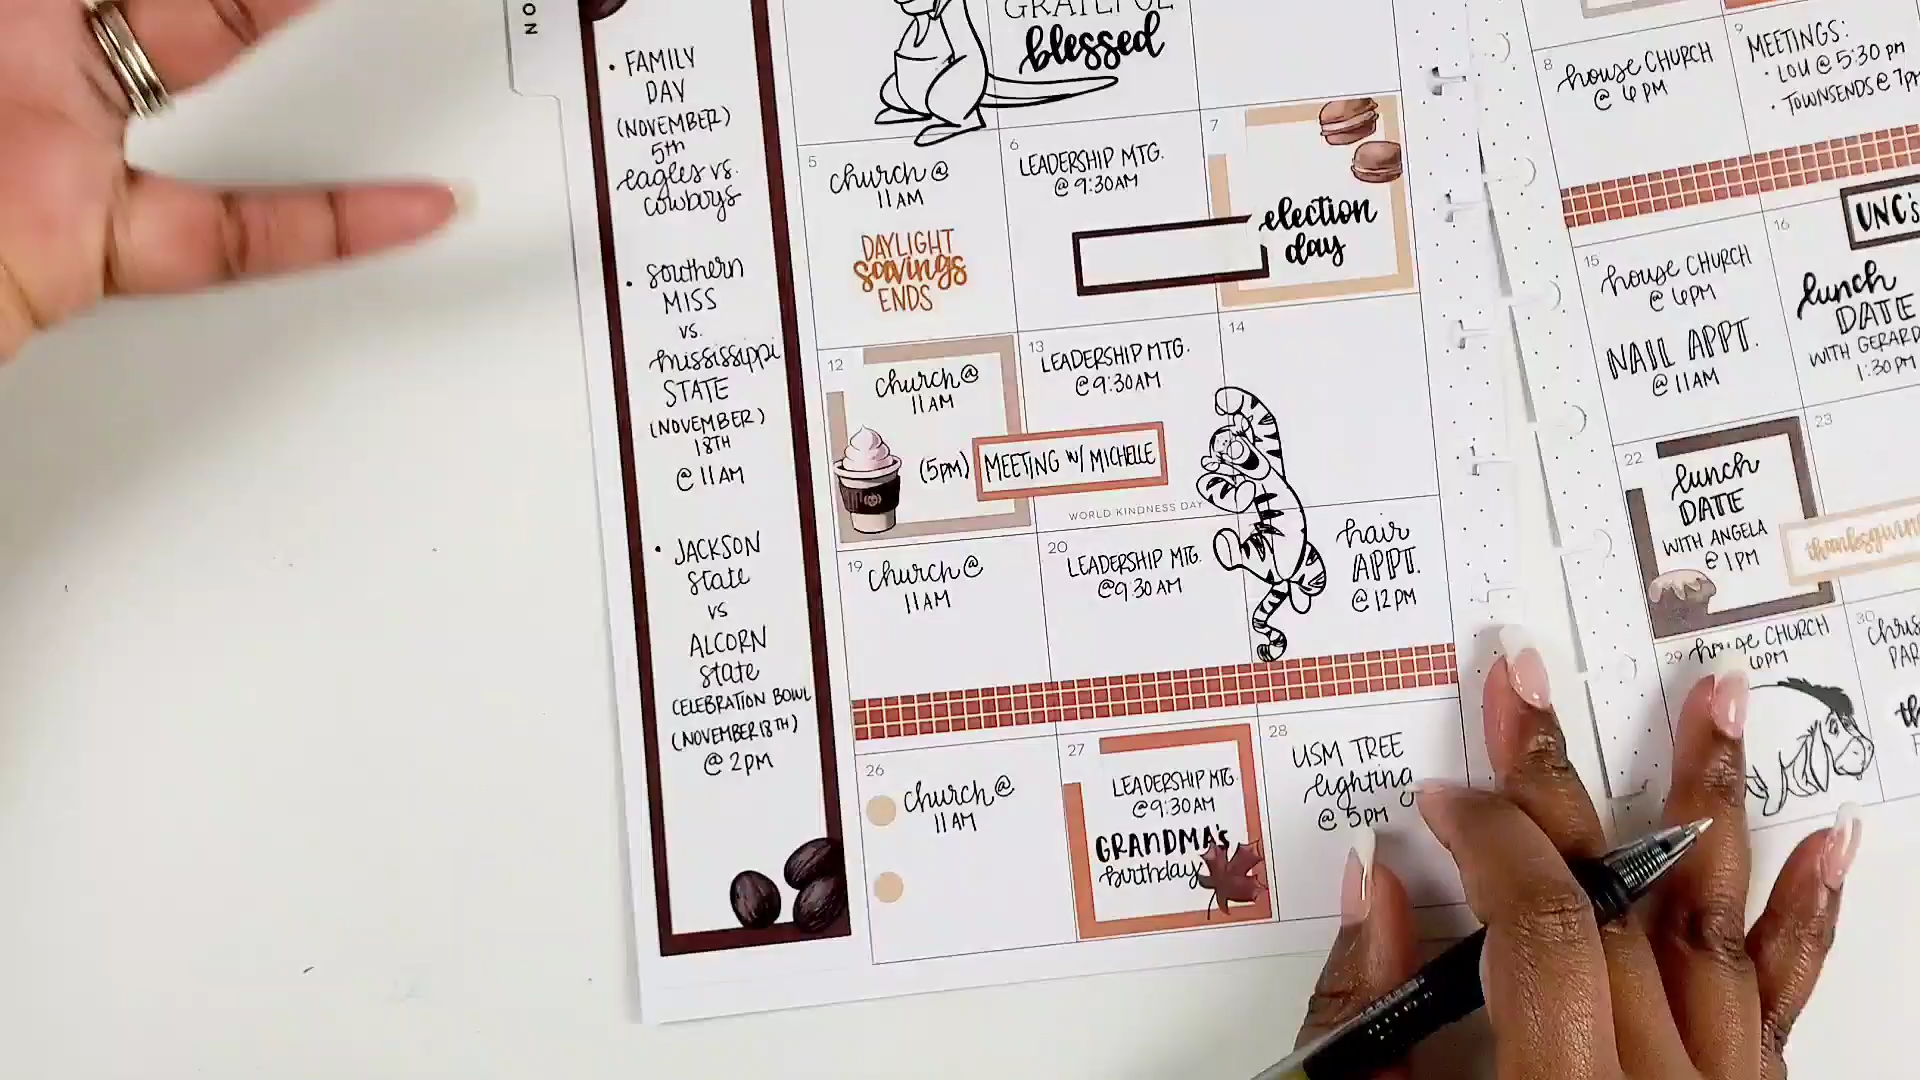 NO
• FAMILY
DAY
(NOVEMBER)
5th
eagles vs.
cowboys
• southern
MISS
vs.
mississippi
STATE
(NOVEMBER)
18TH
@ 11AM
• JACKSON
state
vs
ALCORN
state
CELEBRATION BOWL
(NOVEMBER 18TH)
@ 2PM
GRATEFUL
blessed
5
church @
11AM
DAYLIGHT
savings
ENDS
6
LEADERSHIP MTG.
@ 9:30AM
7
election
day
8
house CHURCH
@ 6PM
9
MEETINGS:
• LOU @ 5:30 pm
• TOWNSENDS @ 7pm
12
church @
11AM
(5pm) MEETING w/ MICHELLE
13
LEADERSHIP MTG.
@ 9:30AM
WORLD KINDNESS DAY
14
15
house CHURCH
@ 6PM
NAIL APPT.
@ 11AM
16
UNC's
lunch
DATE
WITH GERARD
1:30PM
19
church @
11AM
20
LEADERSHIP MTG.
@ 9:30 AM
hair
APPT.
@ 12PM
22
lunch
DATE
WITH ANGELA
@ 1PM
23
thanksgiving
26
church @
11AM
27
LEADERSHIP MTG.
@ 9:30AM
GRANDMA's
birthday
28
USM TREE
lighting
@ 5PM
29
house CHURCH
6PM
30